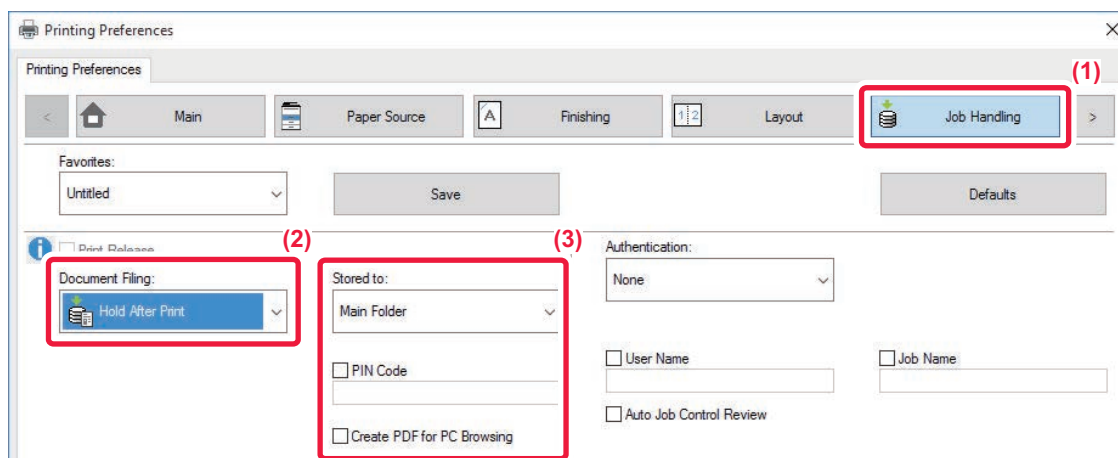 Printing Preferences
Printing Preferences
(1)
< Main Paper Source A Finishing 1 2 Layout Job Handling >
Favorites:
Untitled Save Defaults
Print Release
(2) (3)
Authentication:
Document Filing: Stored to: None
Hold After Print Main Folder
PIN Code User Name Job Name
Auto Job Control Review
Create PDF for PC Browsing